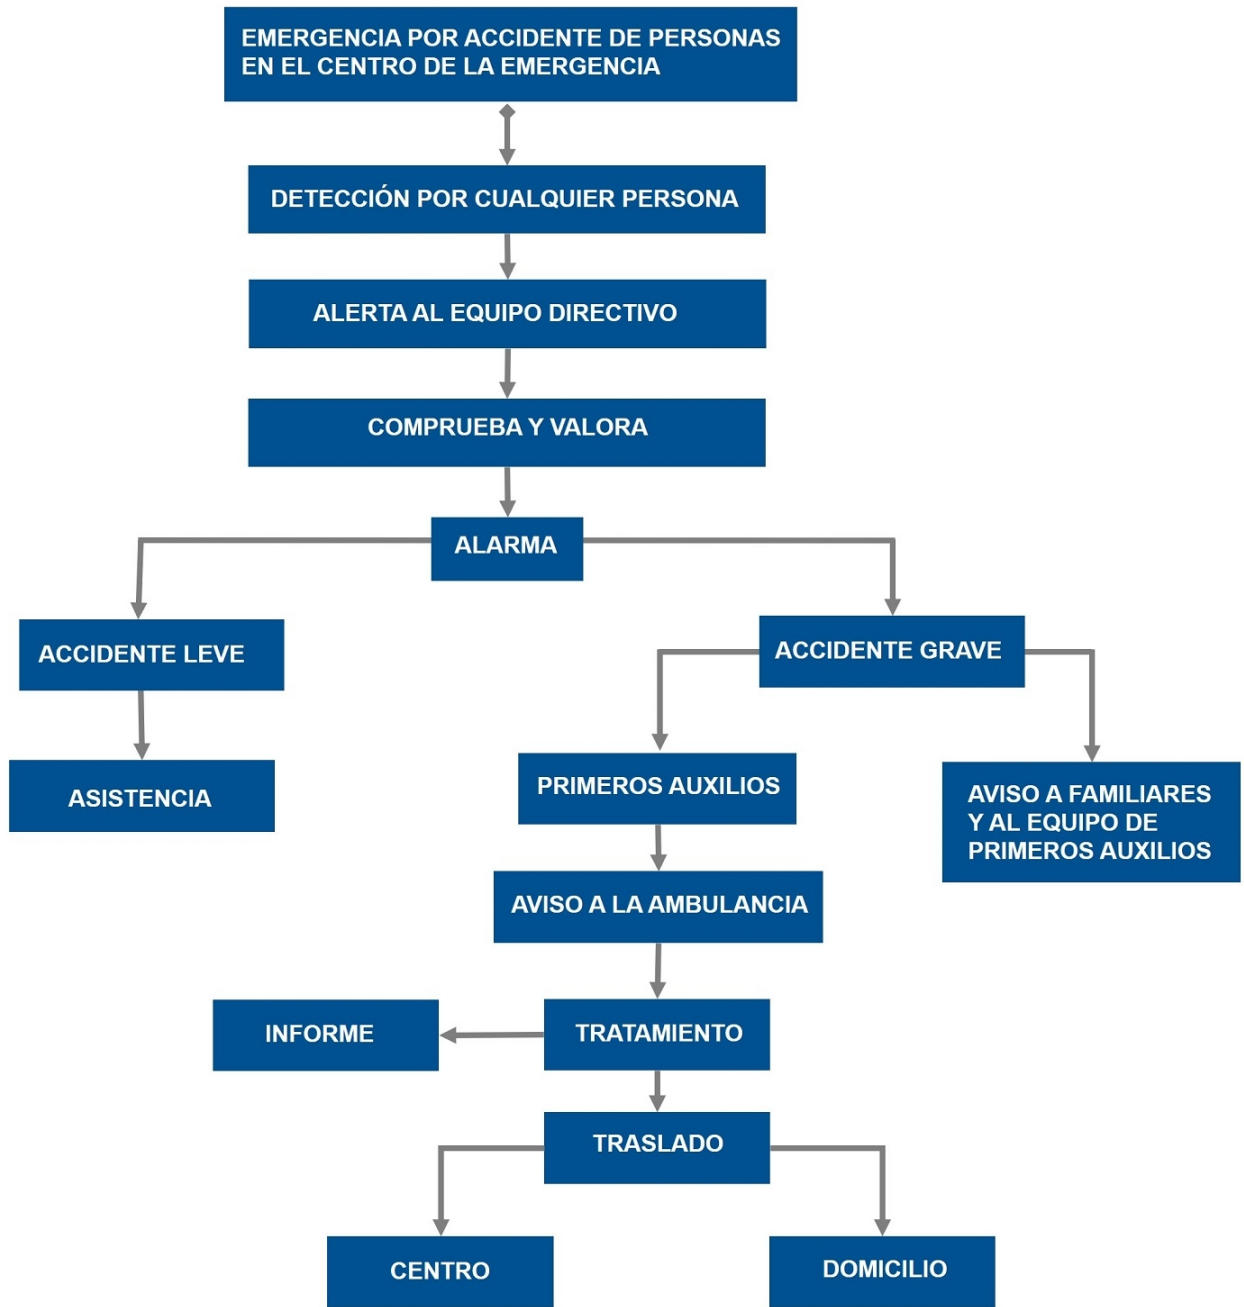 EMERGENCIA POR ACCIDENTE DE PERSONAS
EN EL CENTRO DE LA EMERGENCIA
DETECCIÓN POR CUALQUIER PERSONA
ALERTA AL EQUIPO DIRECTIVO
COMPRUEBA Y VALORA
ALARMA
ACCIDENTE LEVE
ACCIDENTE GRAVE
ASISTENCIA
PRIMEROS AUXILIOS
AVISO A FAMILIARES
Y AL EQUIPO DE
PRIMEROS AUXILIOS
AVISO A LA AMBULANCIA
INFORME
TRATAMIENTO
TRASLADO
CENTRO
DOMICILIO